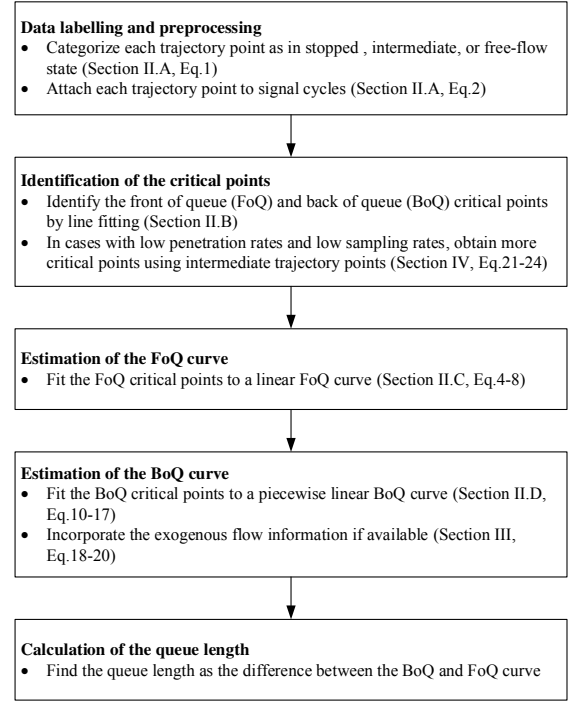 Data labelling and preprocessing
• Categorize each trajectory point as in stopped , intermediate, or free-flow
state (Section II.A, Eq.1)
• Attach each trajectory point to signal cycles (Section II.A, Eq.2)
Identification of the critical points
• Identify the front of queue (FoQ) and back of queue (BoQ) critical points
by line fitting (Section II.B)
• In cases with low penetration rates and low sampling rates, obtain more
critical points using intermediate trajectory points (Section IV, Eq.21-24)
Estimation of the FoQ curve
• Fit the FoQ critical points to a linear FoQ curve (Section II.C, Eq.4-8)
Estimation of the BoQ curve
• Fit the BoQ critical points to a piecewise linear BoQ curve (Section II.D,
Eq.10-17)
• Incorporate the exogenous flow information if available (Section III,
Eq.18-20)
Calculation of the queue length
• Find the queue length as the difference between the BoQ and FoQ curve